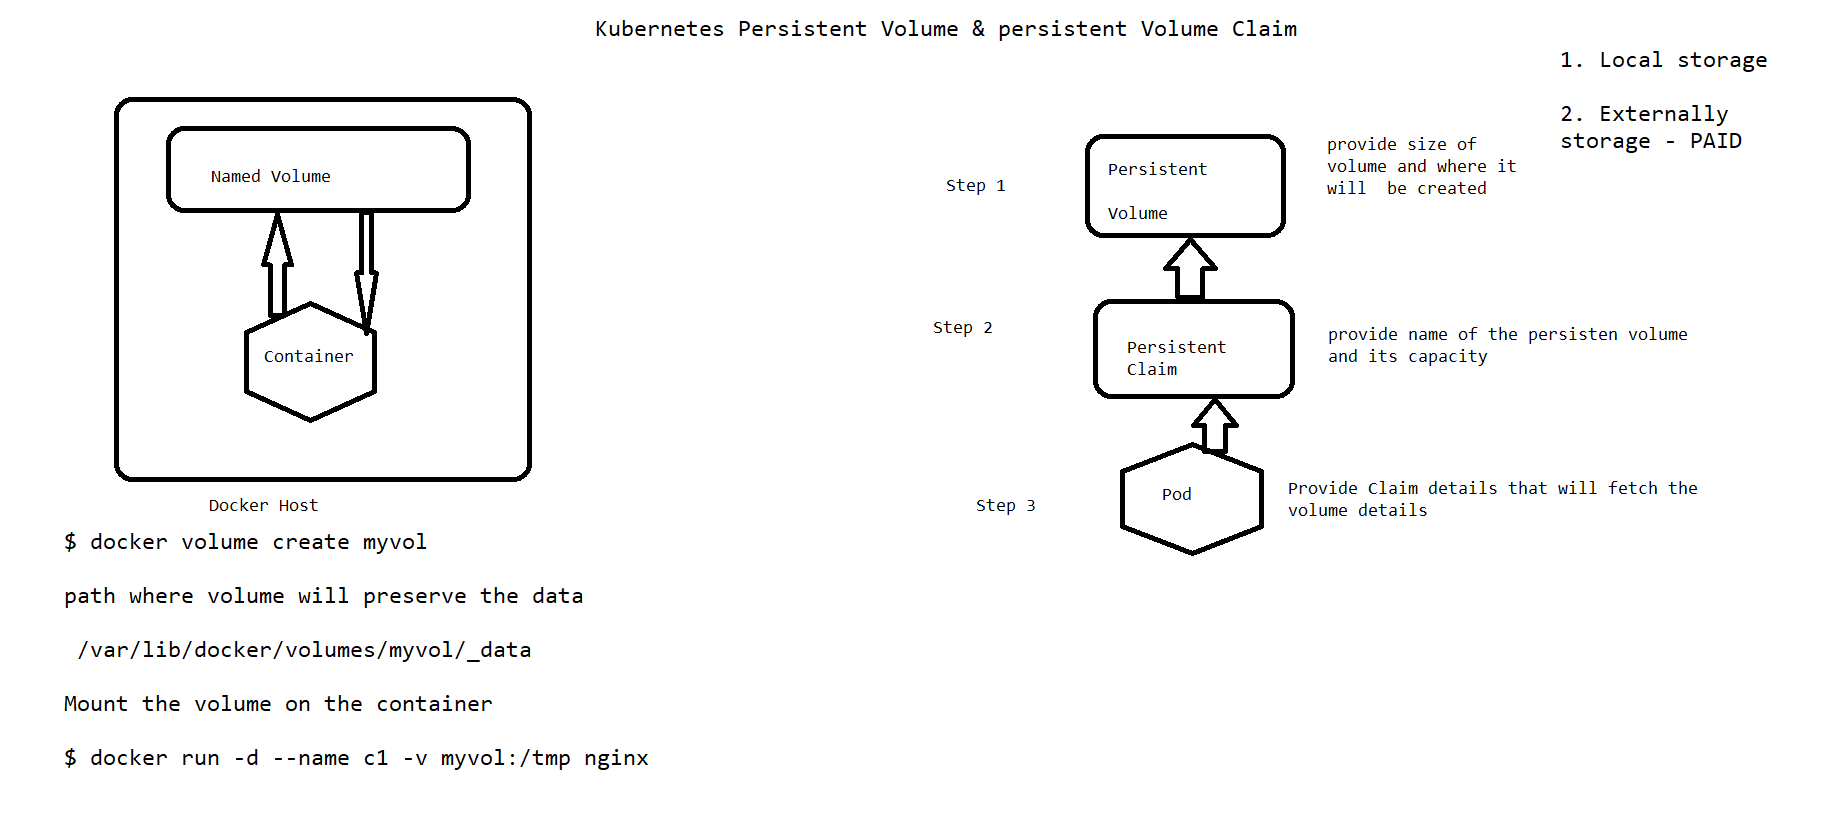 Kubernetes Persistent Volume & persistent Volume Claim
1. Local storage
2. Externally
storage - PAID
Named Volume
Container
Docker Host
$ docker volume create myvol
path where volume will preserve the data
/var/lib/docker/volumes/myvol/_data
Mount the volume on the container
$ docker run -d --name c1 -v myvol:/tmp nginx
Step 1
Persistent
Volume
provide size of
volume and where it
will  be created
Step 2
Persistent
Claim
provide name of the persisten volume
and its capacity
Step 3
Pod
Provide Claim details that will fetch the
volume details